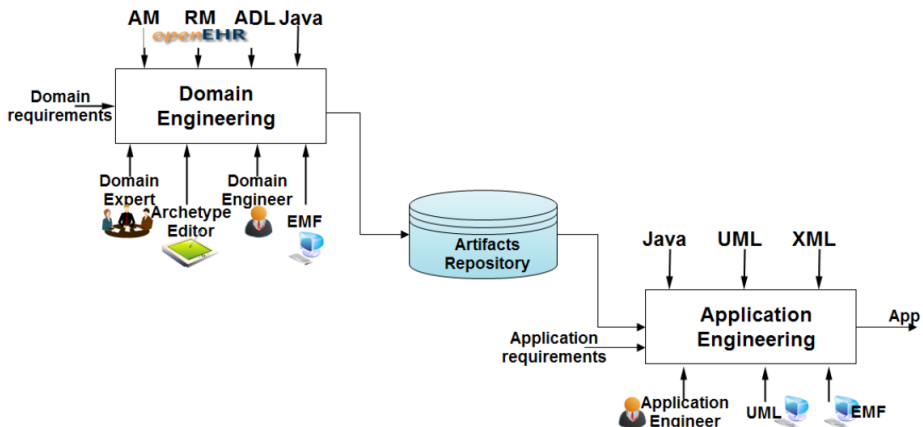 AM RM ADL Java
openEHR
Domain
requirements
Domain
Engineering
Domain
Expert
Archetype
Editor
Domain
Engineer
EMF
Artifacts
Repository
Java UML XML
Application
requirements
Application
Engineering
App
Application
Engineer
UML
EMF